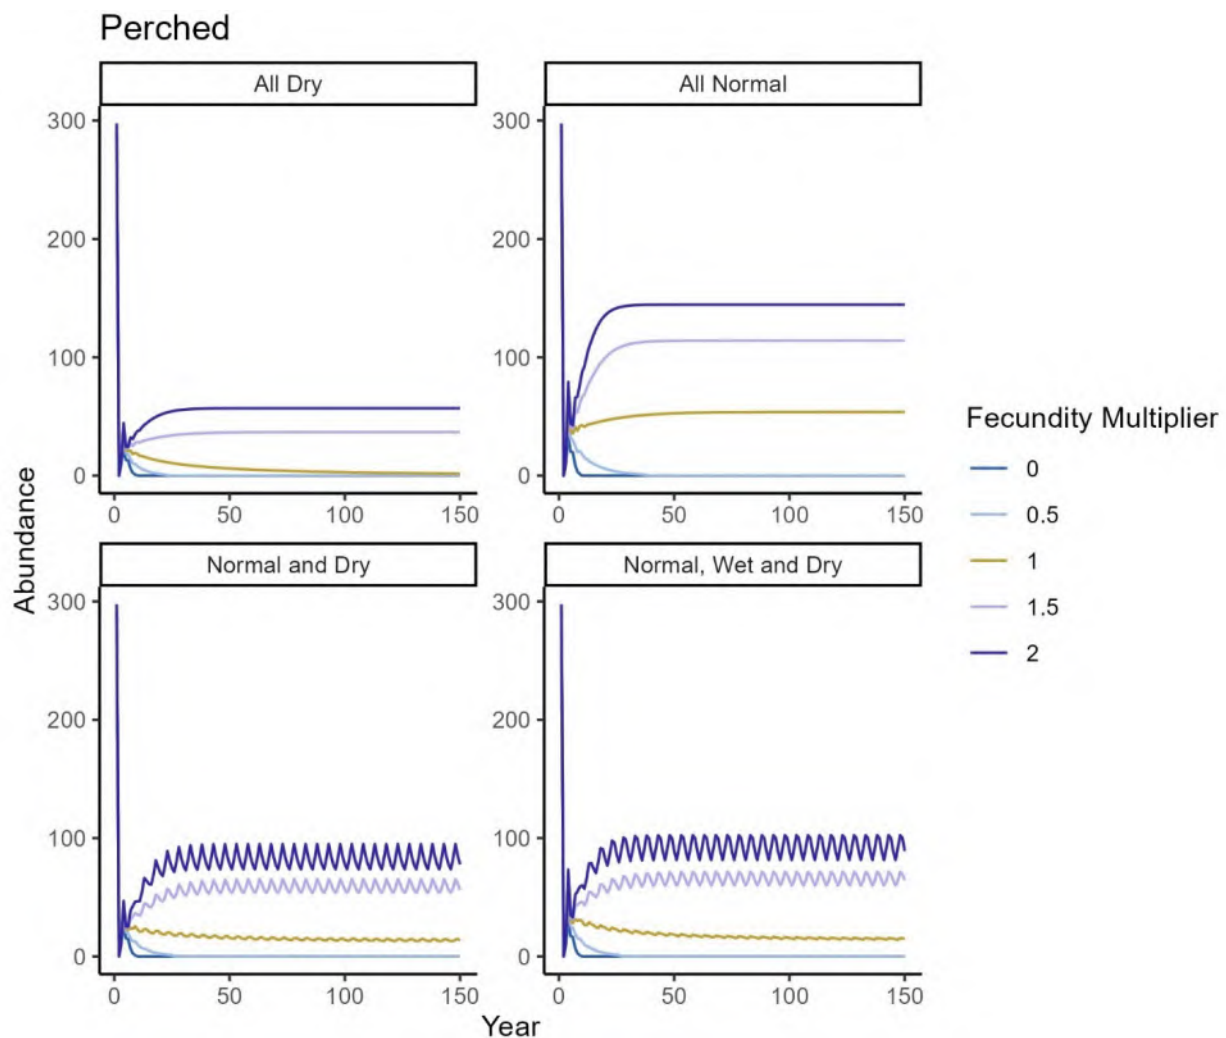 Perched
All Dry
All Normal
300
200
100
0
0 50 100 150
300
200
100
0
0 50 100 150
Normal and Dry
Normal, Wet and Dry
300
200
100
0
0 50 100 150
300
200
100
0
0 50 100 150
Abundance
Year
Fecundity Multiplier
0
0.5
1
1.5
2